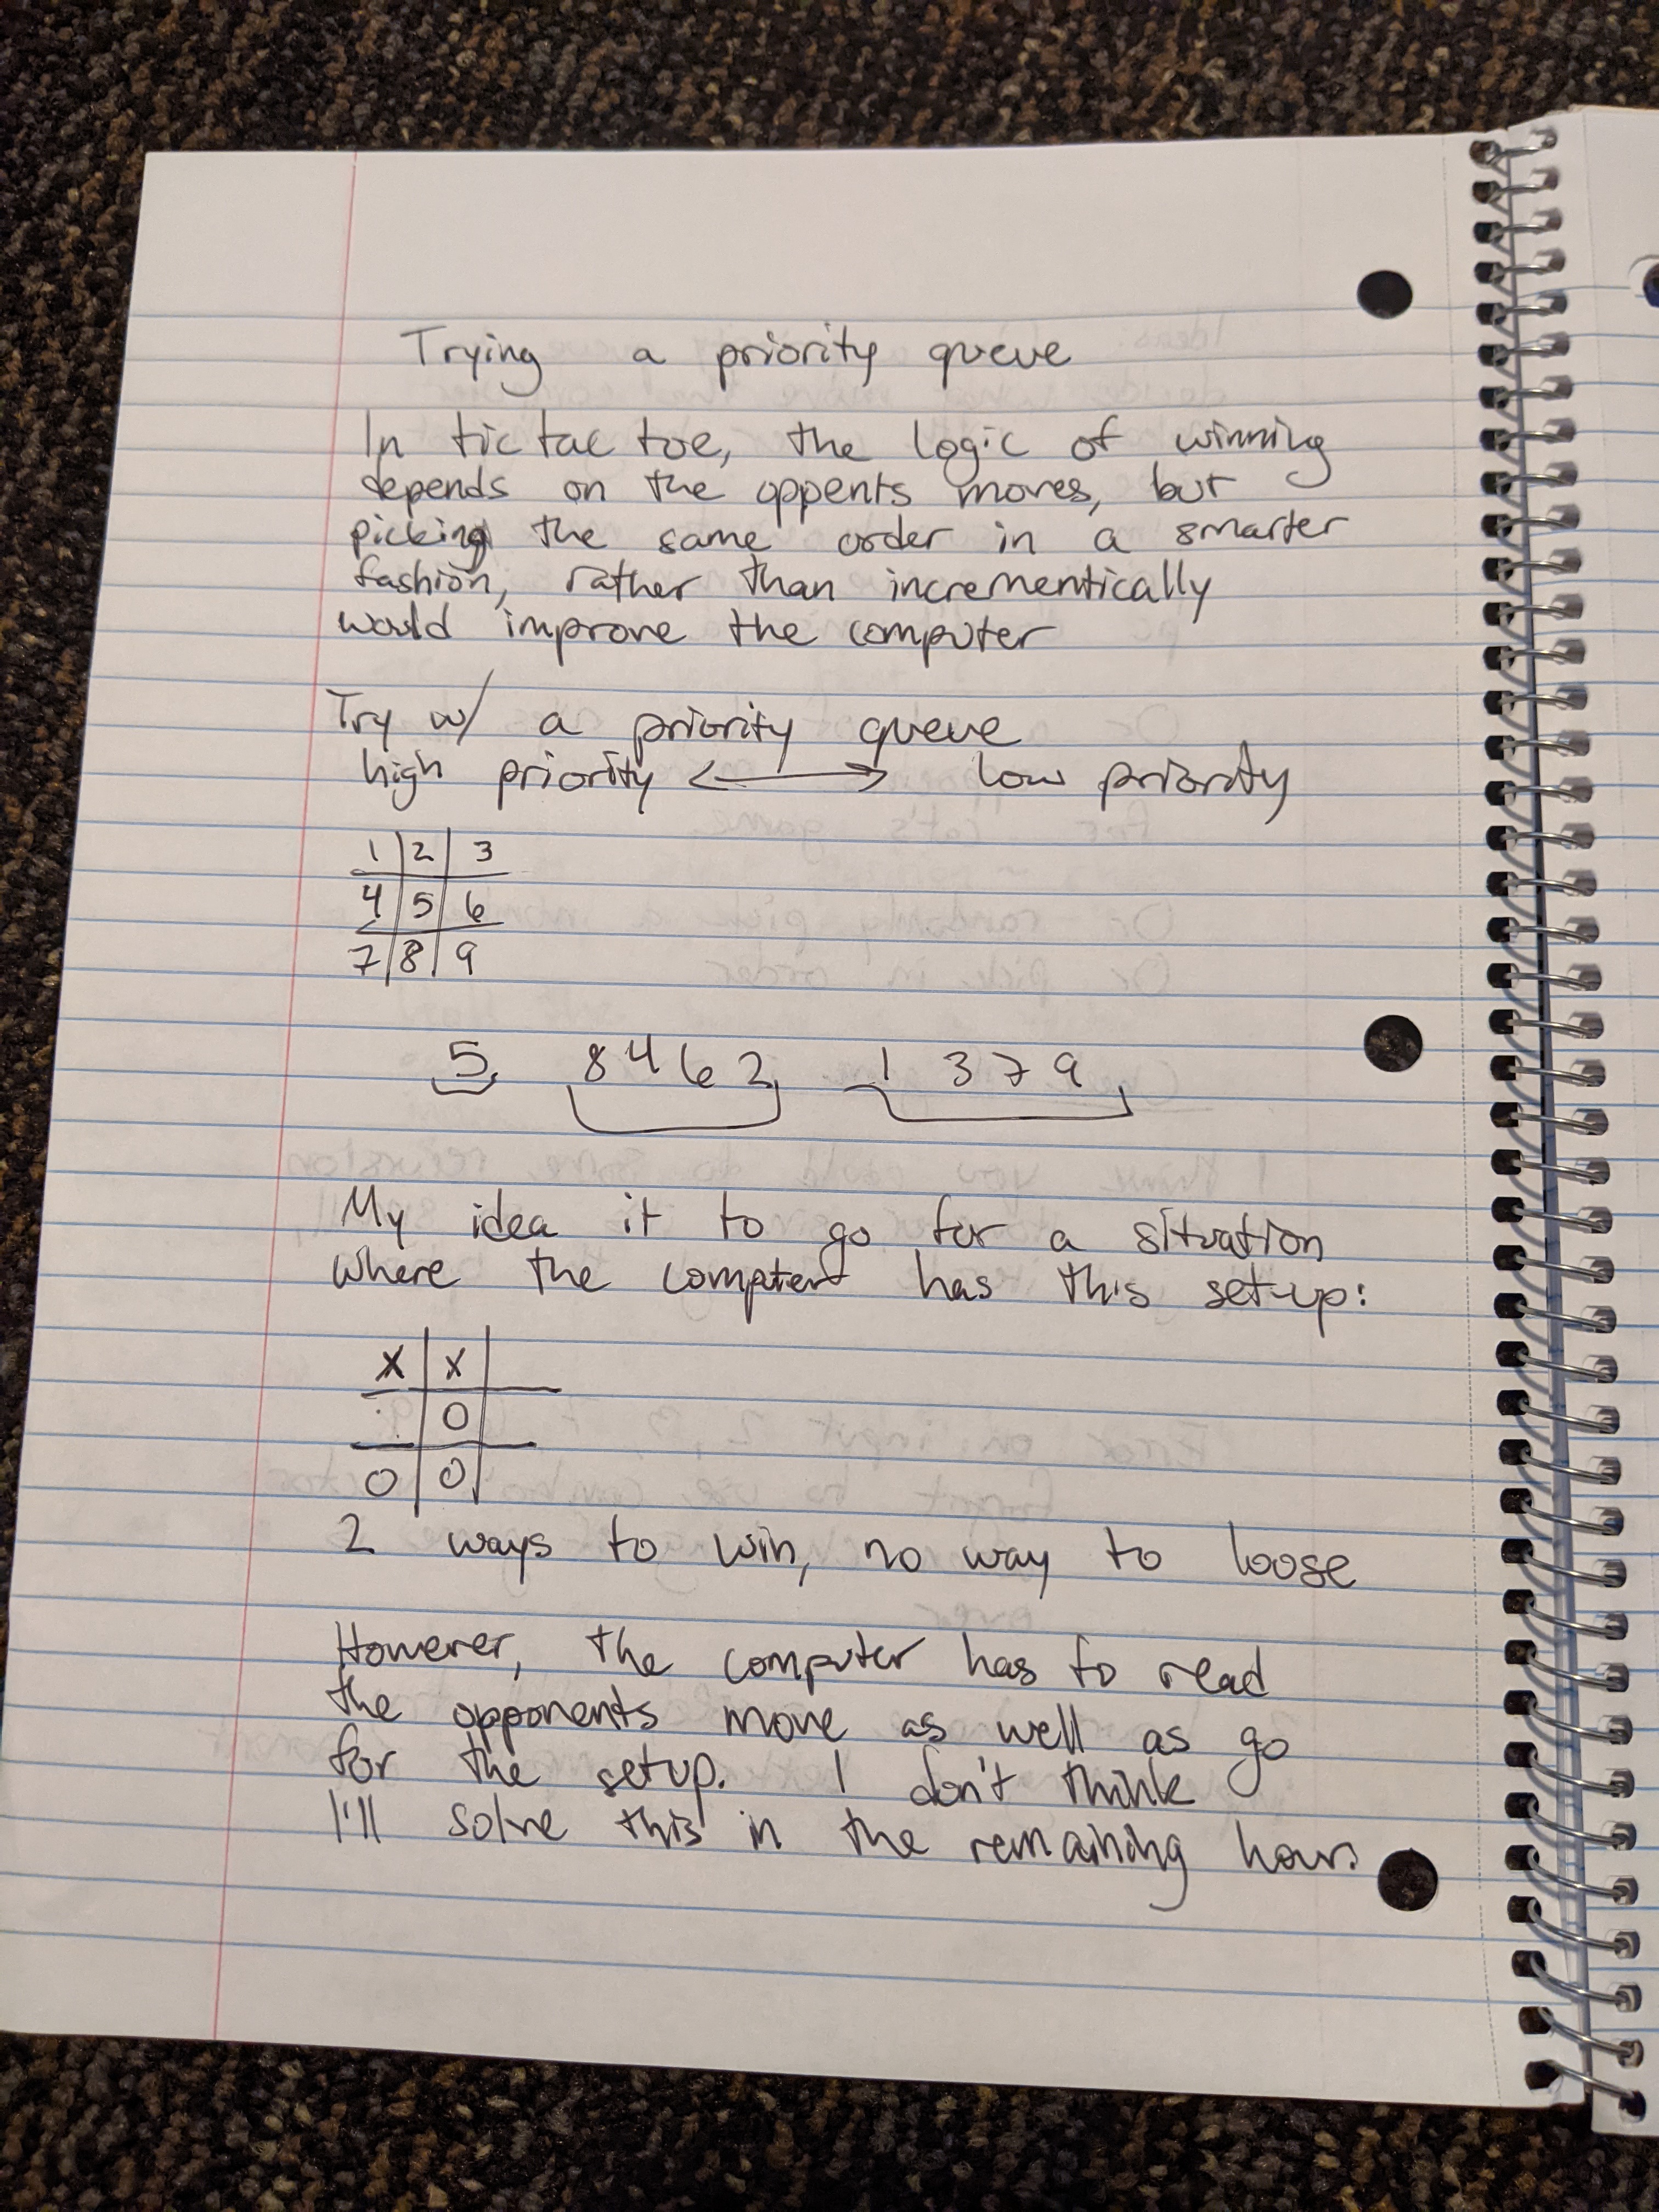 Trying a priority queue
In tic tac toe, the logic of winning
depends on the oppents moves, but
picking the same order in a smarter
fashion, rather than incrementically
would improve the computer
Try w/ a priority queue
high priority <-> low priority
1 2 3
4 5 6
7 8 9
5 8 4 6 2 1 3 7 9
My idea it to go for a situation
where the computer has this set-up:
X X
O
O O
2 ways to win, no way to loose
However, the computer has to read
the opponents move as well as go
for the setup. I don't think
I'll solve this in the remaining hour.